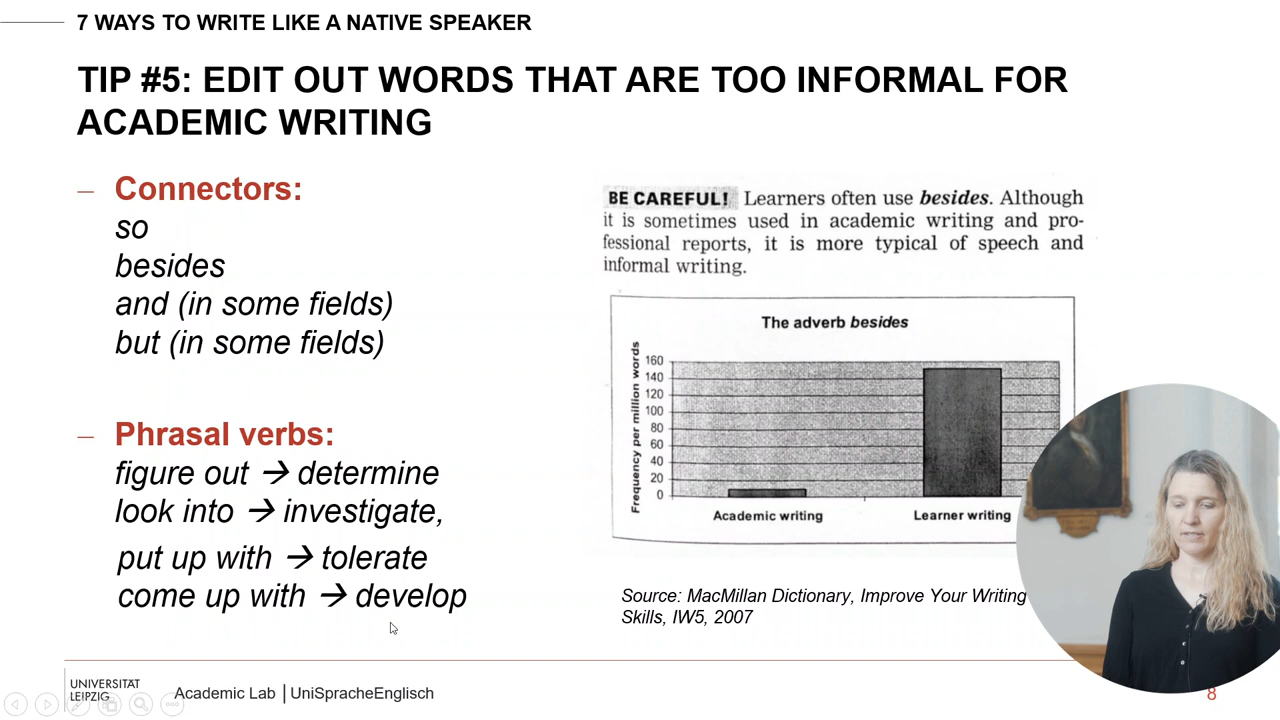 7 WAYS TO WRITE LIKE A NATIVE SPEAKER
TIP #5: EDIT OUT WORDS THAT ARE TOO INFORMAL FOR
ACADEMIC WRITING
– Connectors:
so
besides
and (in some fields)
but (in some fields)
– Phrasal verbs:
figure out → determine
look into → investigate,
put up with → tolerate
come up with → develop
BE CAREFUL! Learners often use besides. Although
it is sometimes used in academic writing and pro-
fessional reports, it is more typical of speech and
informal writing.
The adverb besides
Frequency per million words
160
140
120
100
80
60
40
20
0
Academic writing
Learner writing
Source: MacMillan Dictionary, Improve Your Writing
Skills, IW5, 2007
UNIVERSITÄT
LEIPZIG
Academic Lab | UniSpracheEnglisch
8